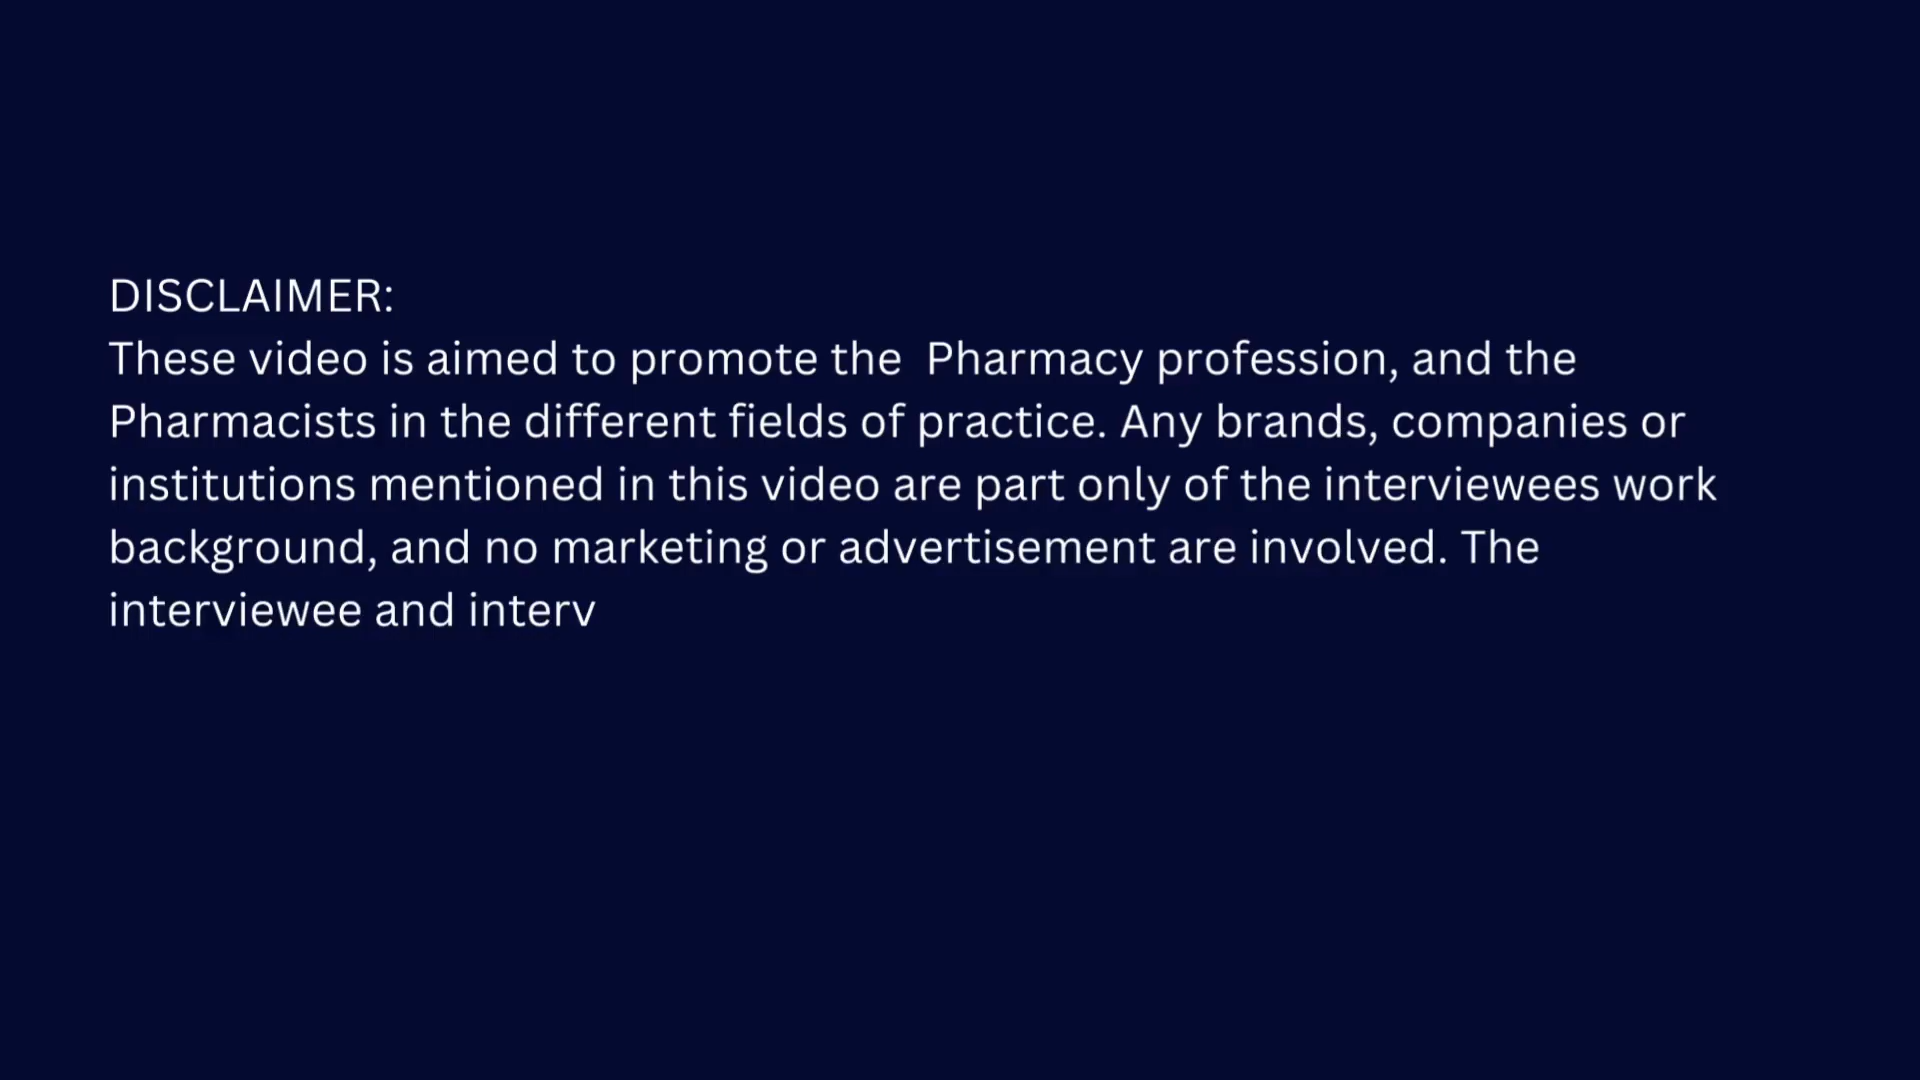 DISCLAIMER:
These video is aimed to promote the  Pharmacy profession, and the
Pharmacists in the different fields of practice. Any brands, companies or
institutions mentioned in this video are part only of the interviewees work
background, and no marketing or advertisement are involved. The
interviewee and interv